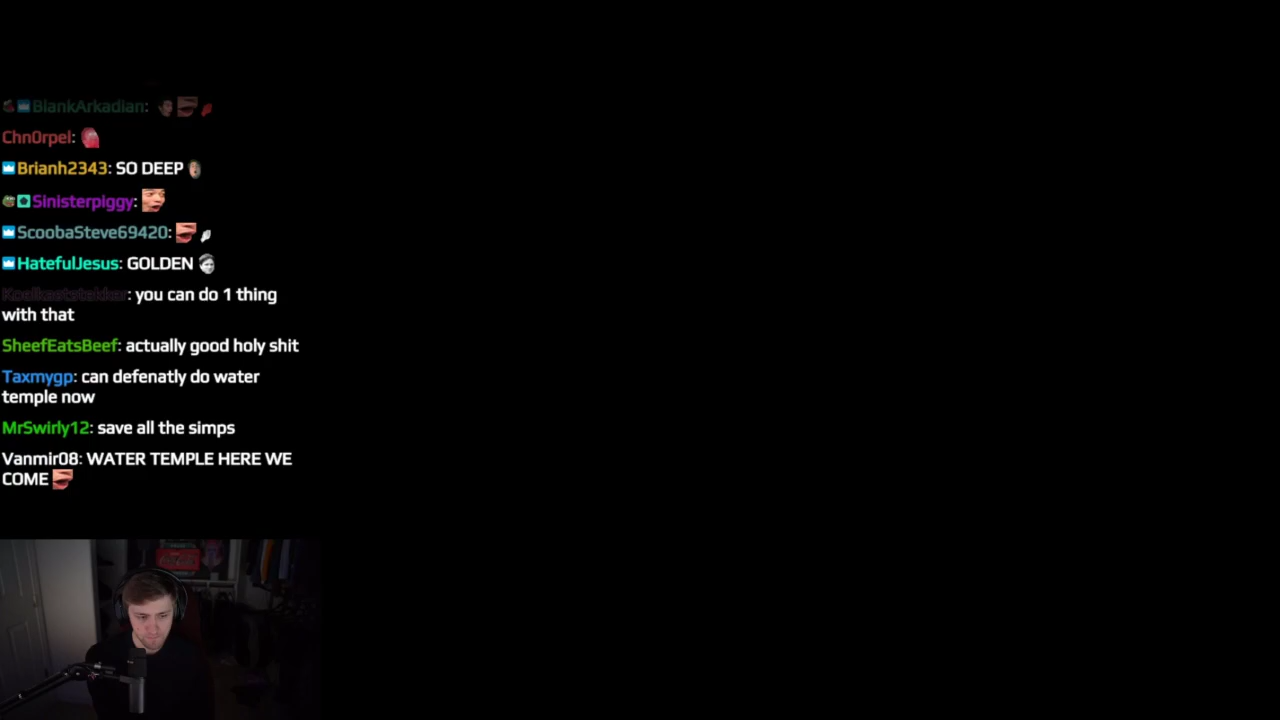 BlankArkadian:
Chn0rpel:
Brianh2343: SO DEEP
Sinisterpiggy:
ScoobaSteve69420:
HatefulJesus: GOLDEN
: you can do 1 thing
with that
SheefEatsBeef: actually good holy shit
Taxmygp: can defenatly do water
temple now
MrSwirly12: save all the simps
Vanmir08: WATER TEMPLE HERE WE
COME